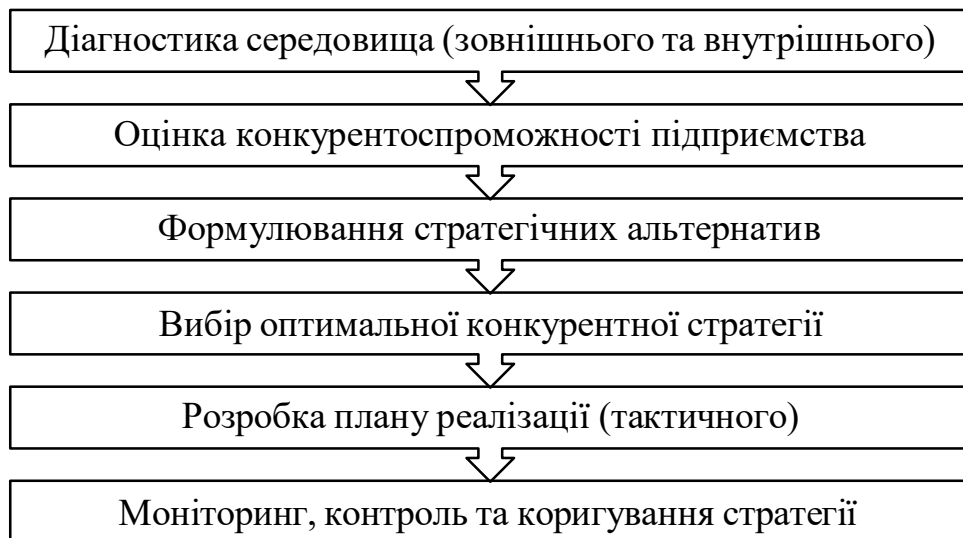 Діагностика середовища (зовнішнього та внутрішнього)
Оцінка конкурентоспроможності підприємства
Формулювання стратегічних альтернатив
Вибір оптимальної конкурентної стратегії
Розробка плану реалізації (тактичного)
Моніторинг, контроль та коригування стратегії